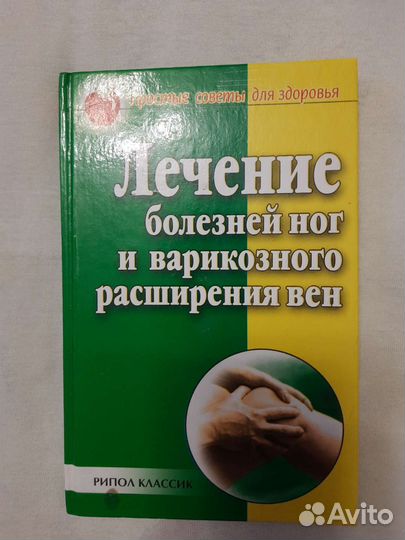 Простые советы для здоровья
Лечение
болезней ног
и варикозного
расширения вен
РИПОЛ КЛАССИК
Avito